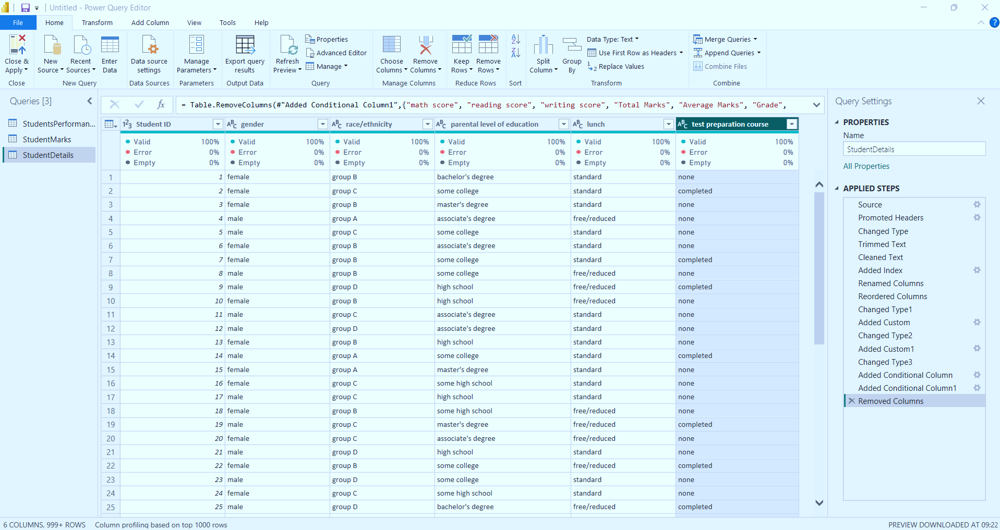 Untitled - Power Query Editor
File Home Transform Add Column View Tools Help ?
Close & Apply
New Source
Recent Sources
Enter Data
Data source settings
Manage Parameters
Export query results
Refresh Preview
Properties
Advanced Editor
Manage
Choose Columns
Remove Columns
Keep Rows
Remove Rows
Split Column
Group By
Data Type: Text
Use First Row as Headers
Replace Values
Merge Queries
Append Queries
Combine Files
Close New Query Data Sources Parameters Output Data Query Manage Columns Reduce Rows Sort Transform Combine
Queries [3]
StudentsPerforman...
StudentMarks
StudentDetails
fx = Table.RemoveColumns(#"Added Conditional Column1",{"math score", "reading score", "writing score", "Total Marks", "Average Marks", "Grade",
123 Student ID ABC gender ABC race/ethnicity ABC parental level of education ABC lunch ABC test preparation course
Valid 100% Valid 100% Valid 100% Valid 100% Valid 100% Valid 100%
Error 0% Error 0% Error 0% Error 0% Error 0% Error 0%
Empty 0% Empty 0% Empty 0% Empty 0% Empty 0% Empty 0%
1 1 female group B bachelor's degree standard none
2 2 female group C some college standard completed
3 3 female group B master's degree standard none
4 4 male group A associate's degree free/reduced none
5 5 male group C some college standard none
6 6 female group B associate's degree standard none
7 7 female group B some college standard completed
8 8 male group B some college free/reduced none
9 9 male group D high school free/reduced completed
10 10 female group B high school free/reduced none
11 11 male group C associate's degree standard none
12 12 male group D associate's degree standard none
13 13 female group B high school standard none
14 14 male group A some college standard completed
15 15 female group A master's degree standard none
16 16 female group C some high school standard none
17 17 male group C high school standard none
18 18 female group B some high school free/reduced none
19 19 male group C master's degree free/reduced completed
20 20 female group C associate's degree free/reduced none
21 21 male group D high school standard none
22 22 female group B some college free/reduced completed
23 23 male group D some college standard none
24 24 female group C some high school standard none
25 25 male group D bachelor's degree free/reduced completed
Query Settings
PROPERTIES
Name
StudentDetails
All Properties
APPLIED STEPS
Source
Promoted Headers
Changed Type
Trimmed Text
Cleaned Text
Added Index
Renamed Columns
Reordered Columns
Changed Type1
Added Custom
Changed Type2
Added Custom1
Changed Type3
Added Conditional Column
Added Conditional Column1
Removed Columns
6 COLUMNS, 999+ ROWS Column profiling based on top 1000 rows PREVIEW DOWNLOADED AT 09:22